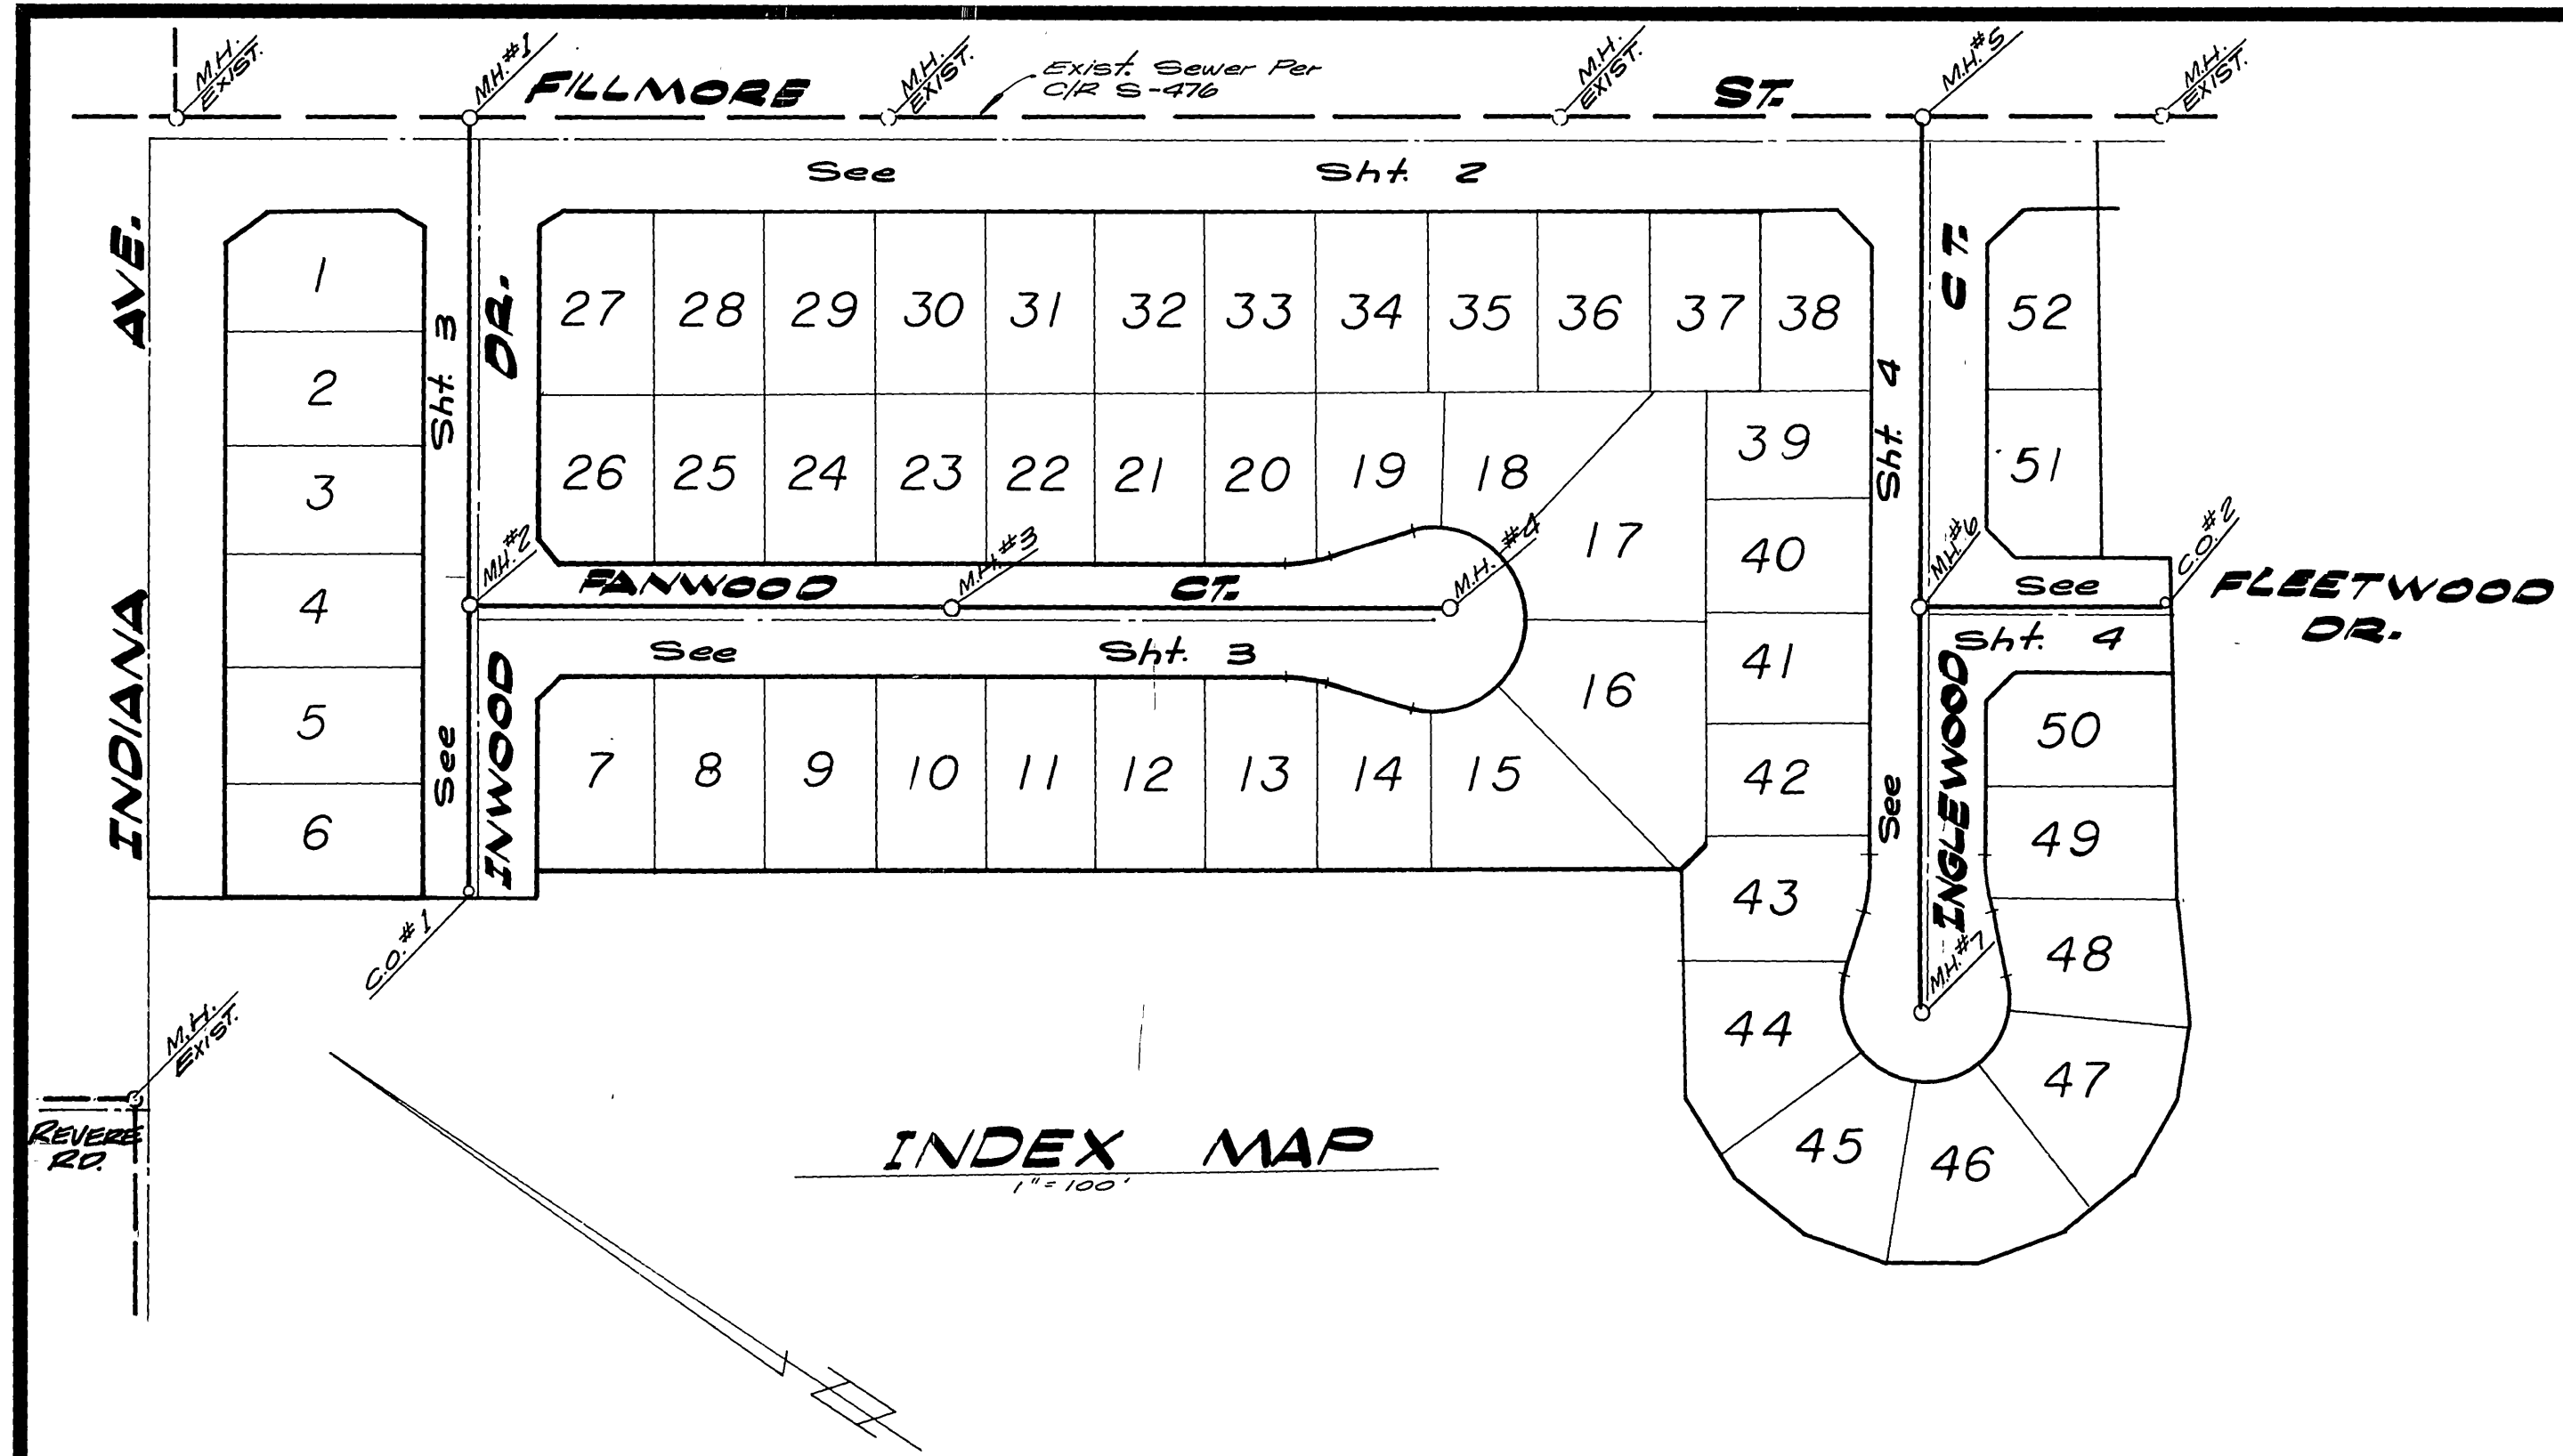 M.H.
EXIST.
M.H. #1
FILLMORE ST.
M.H.
EXIST.
Exist. Sewer Per
C/R S-476
M.H.
EXIST.
M.H. #5
M.H.
EXIST.
See Sht. 2
INDIANA AVE.
See Sht. 3
INWOOD DR.
See Sht. 4
INGLEWOOD CT.
1
2
3
4
5
6
27 28 29 30 31 32 33 34 35 36 37 38
52
26 25 24 23 22 21 20 19 18
39
51
17
40
M.H. #2
M.H. #3
M.H. #4
M.H. #6
C.O. #2
FANWOOD CT.
See
Sht. 4
FLEETWOOD
DR.
See Sht. 3
16
41
7 8 9 10 11 12 13 14 15
42
50
49
43
48
C.O. #1
M.H. #7
M.H.
EXIST.
44
47
REVERE
RD.
45
46
INDEX MAP
1" = 100'